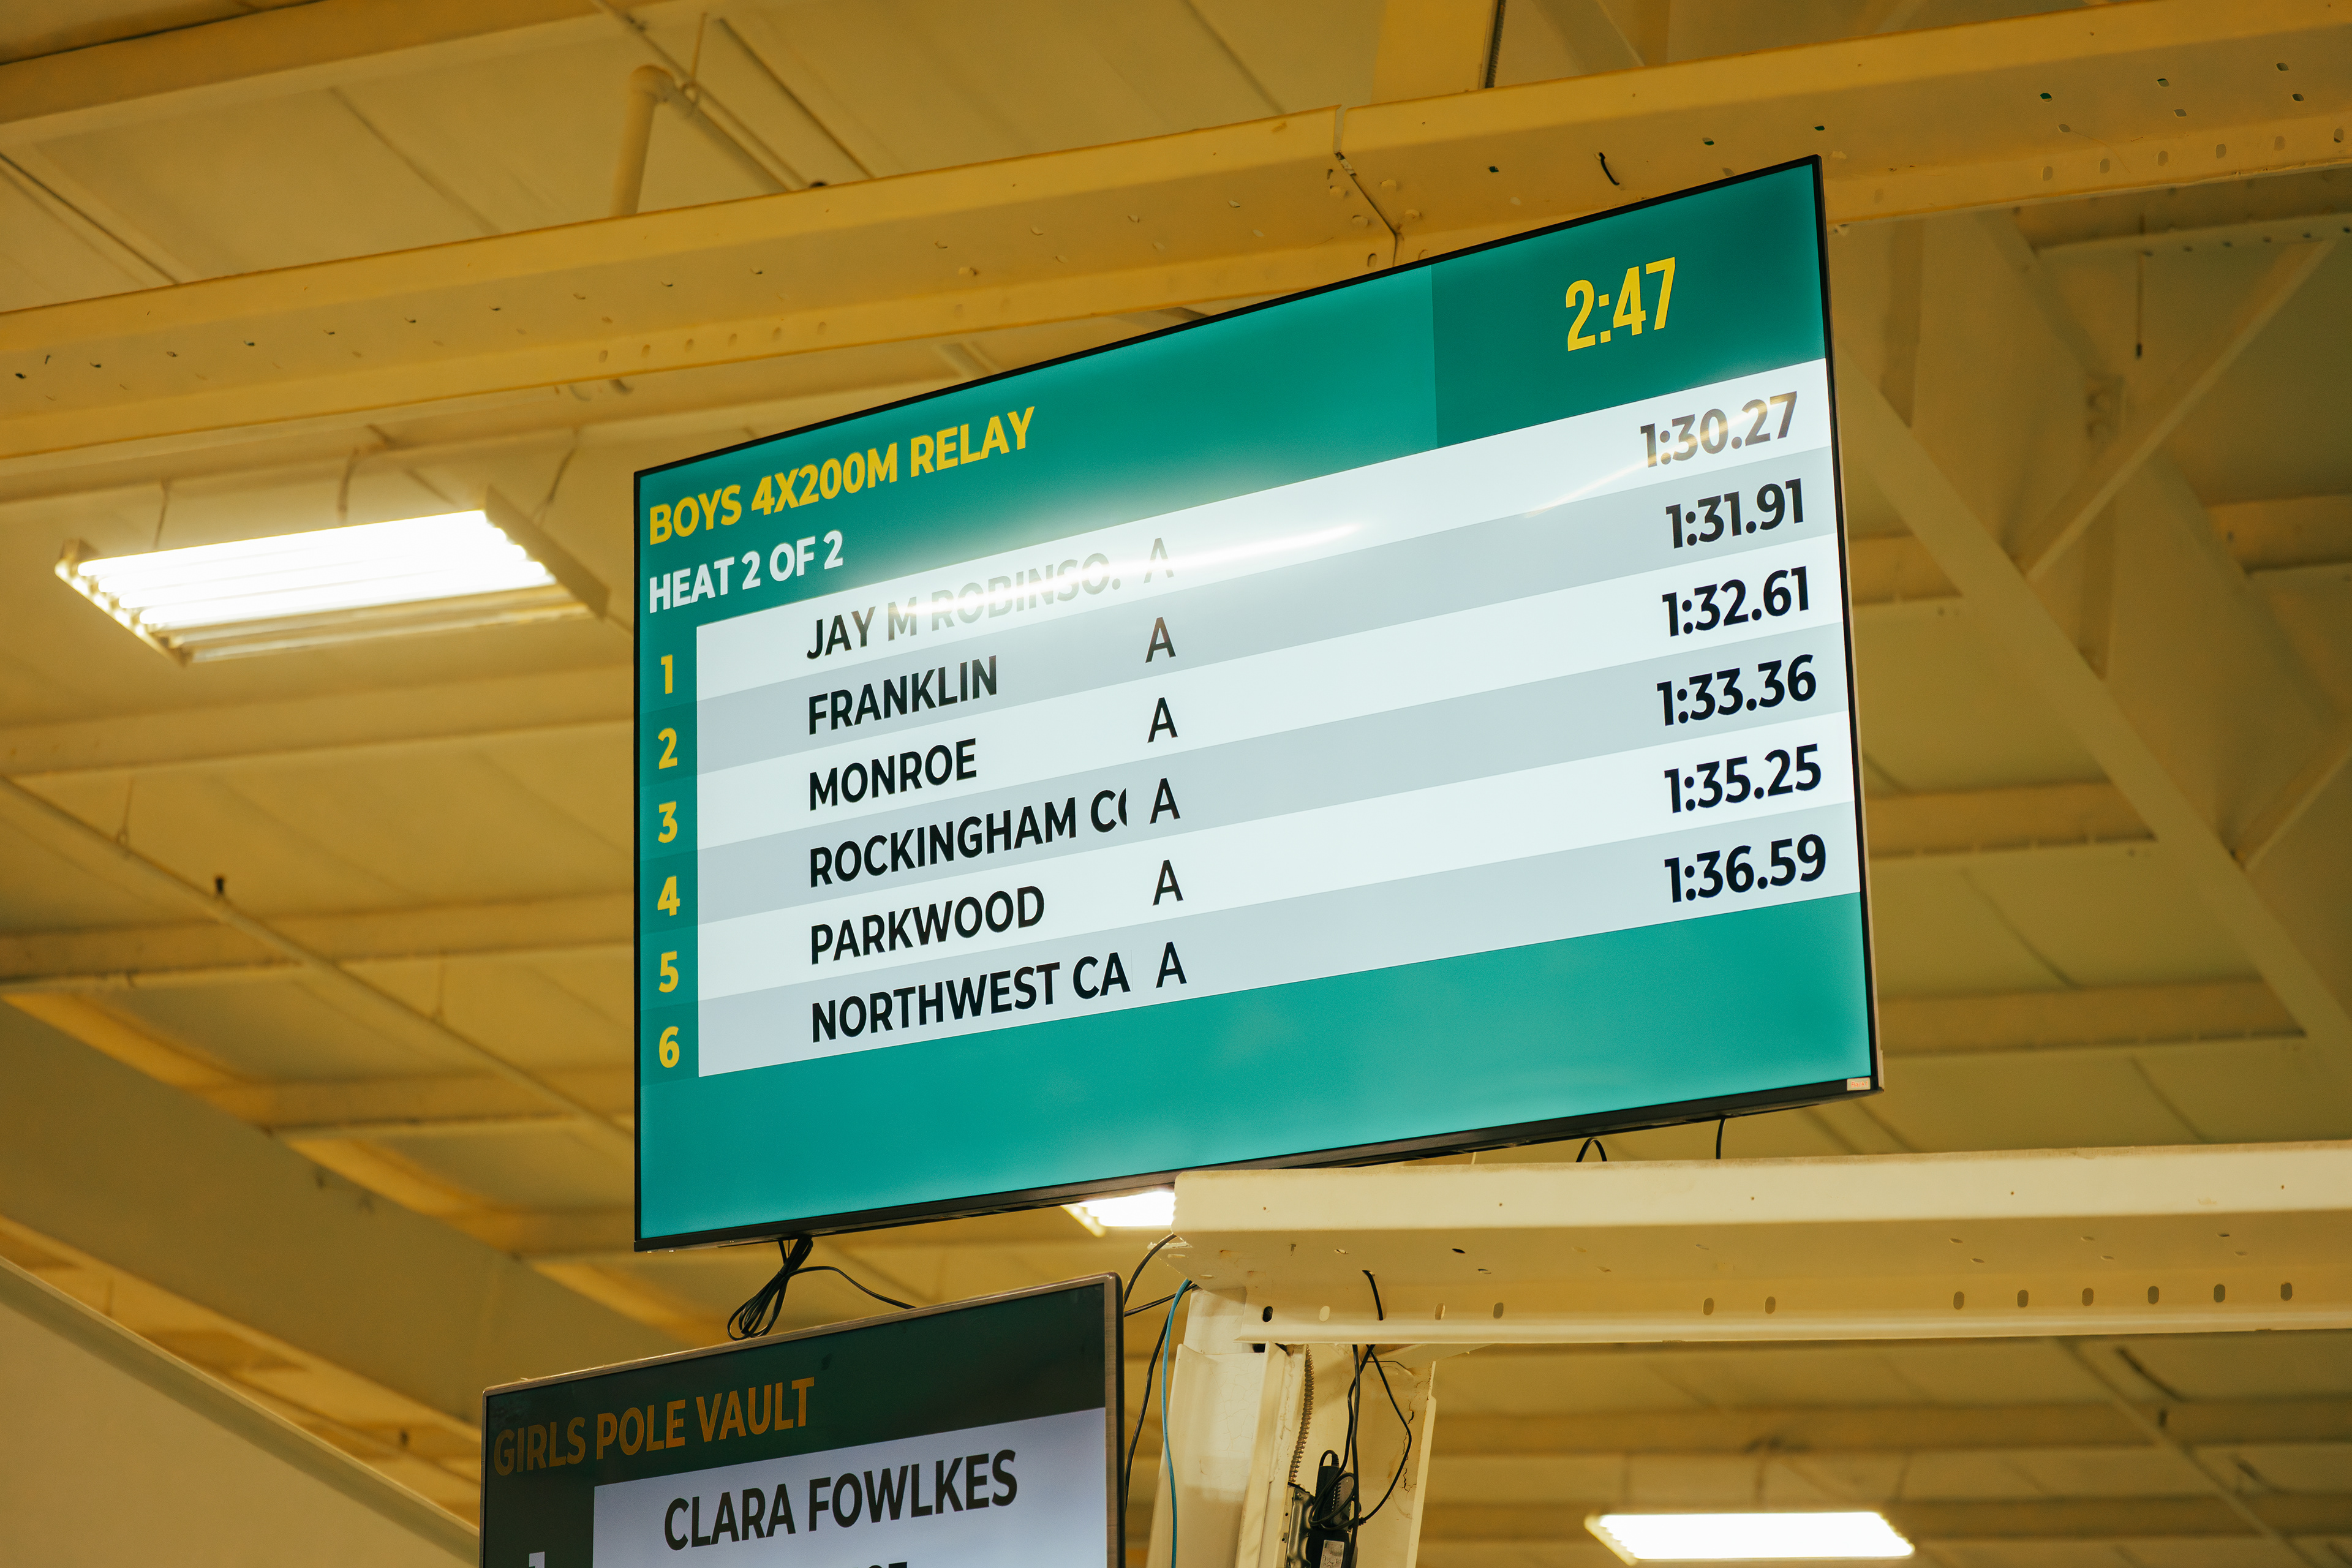 2:47
BOYS 4X200M RELAY
HEAT 2 OF 2
1 JAY M ROBINSO. A 1:30.27
2 FRANKLIN A 1:31.91
3 MONROE A 1:32.61
4 ROCKINGHAM CO A 1:33.36
5 PARKWOOD A 1:35.25
6 NORTHWEST CA A 1:36.59
GIRLS POLE VAULT
CLARA FOWLKES